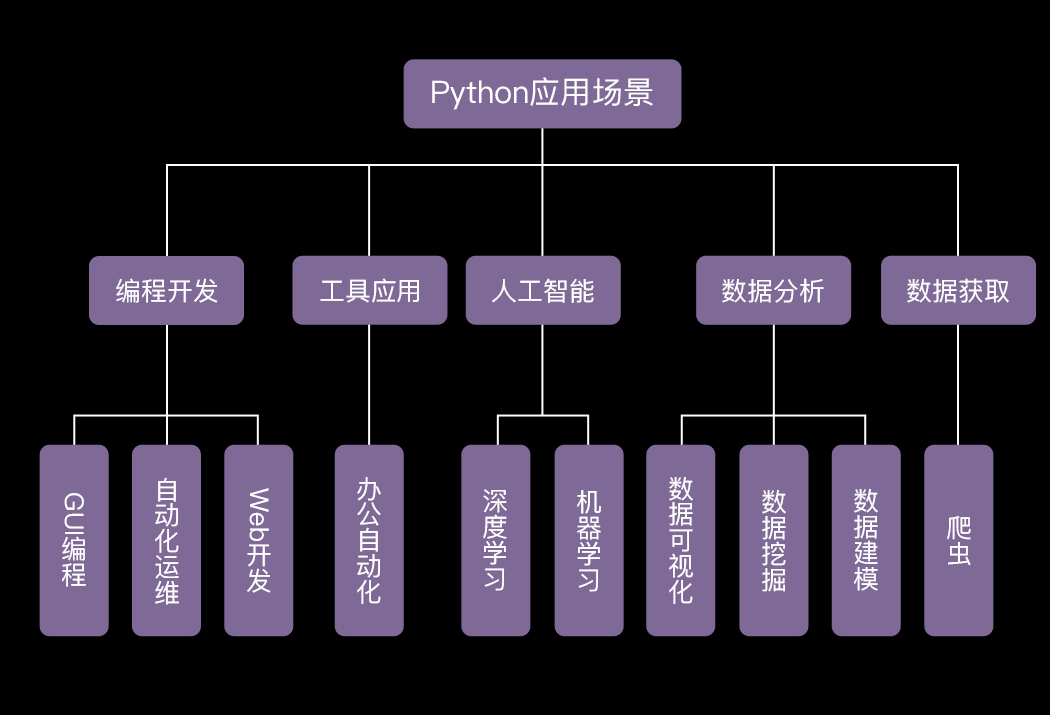 Python应用场景
编程开发
工具应用
人工智能
数据分析
数据获取
GUI编程
自动化运维
Web开发
办公自动化
深度学习
机器学习
数据可视化
数据挖掘
数据建模
爬虫